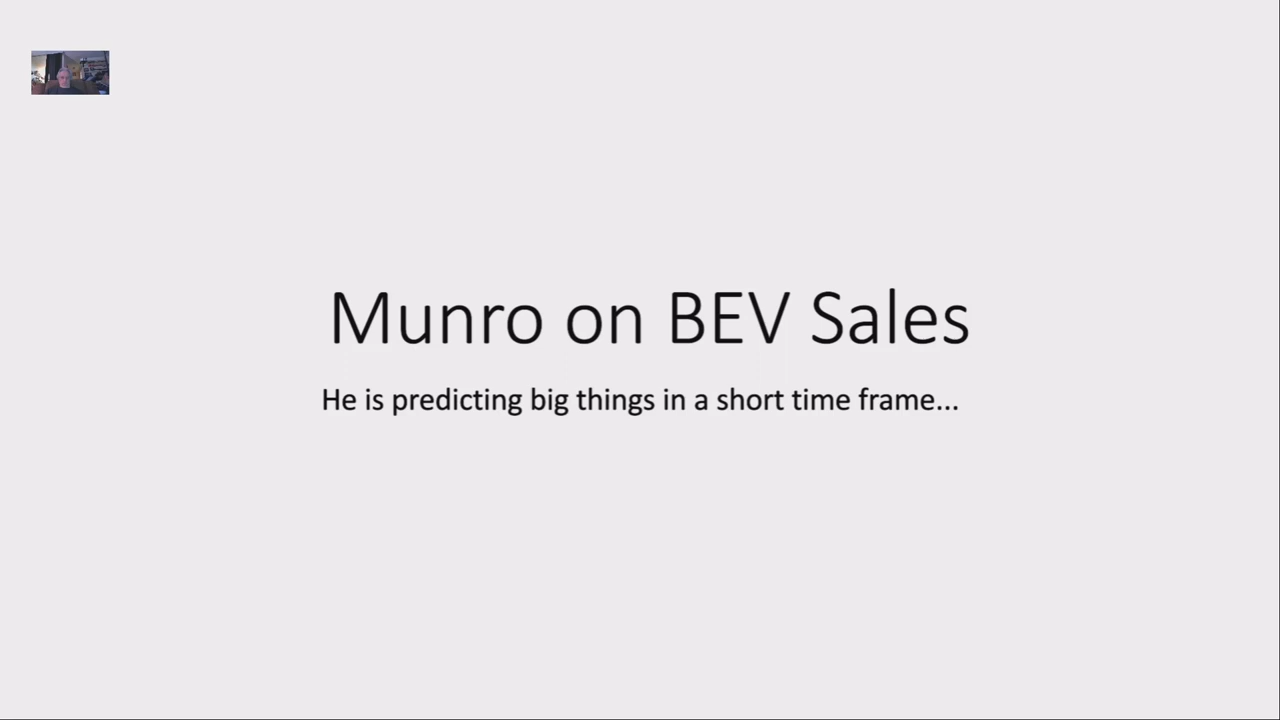 Munro on BEV Sales
He is predicting big things in a short time frame...